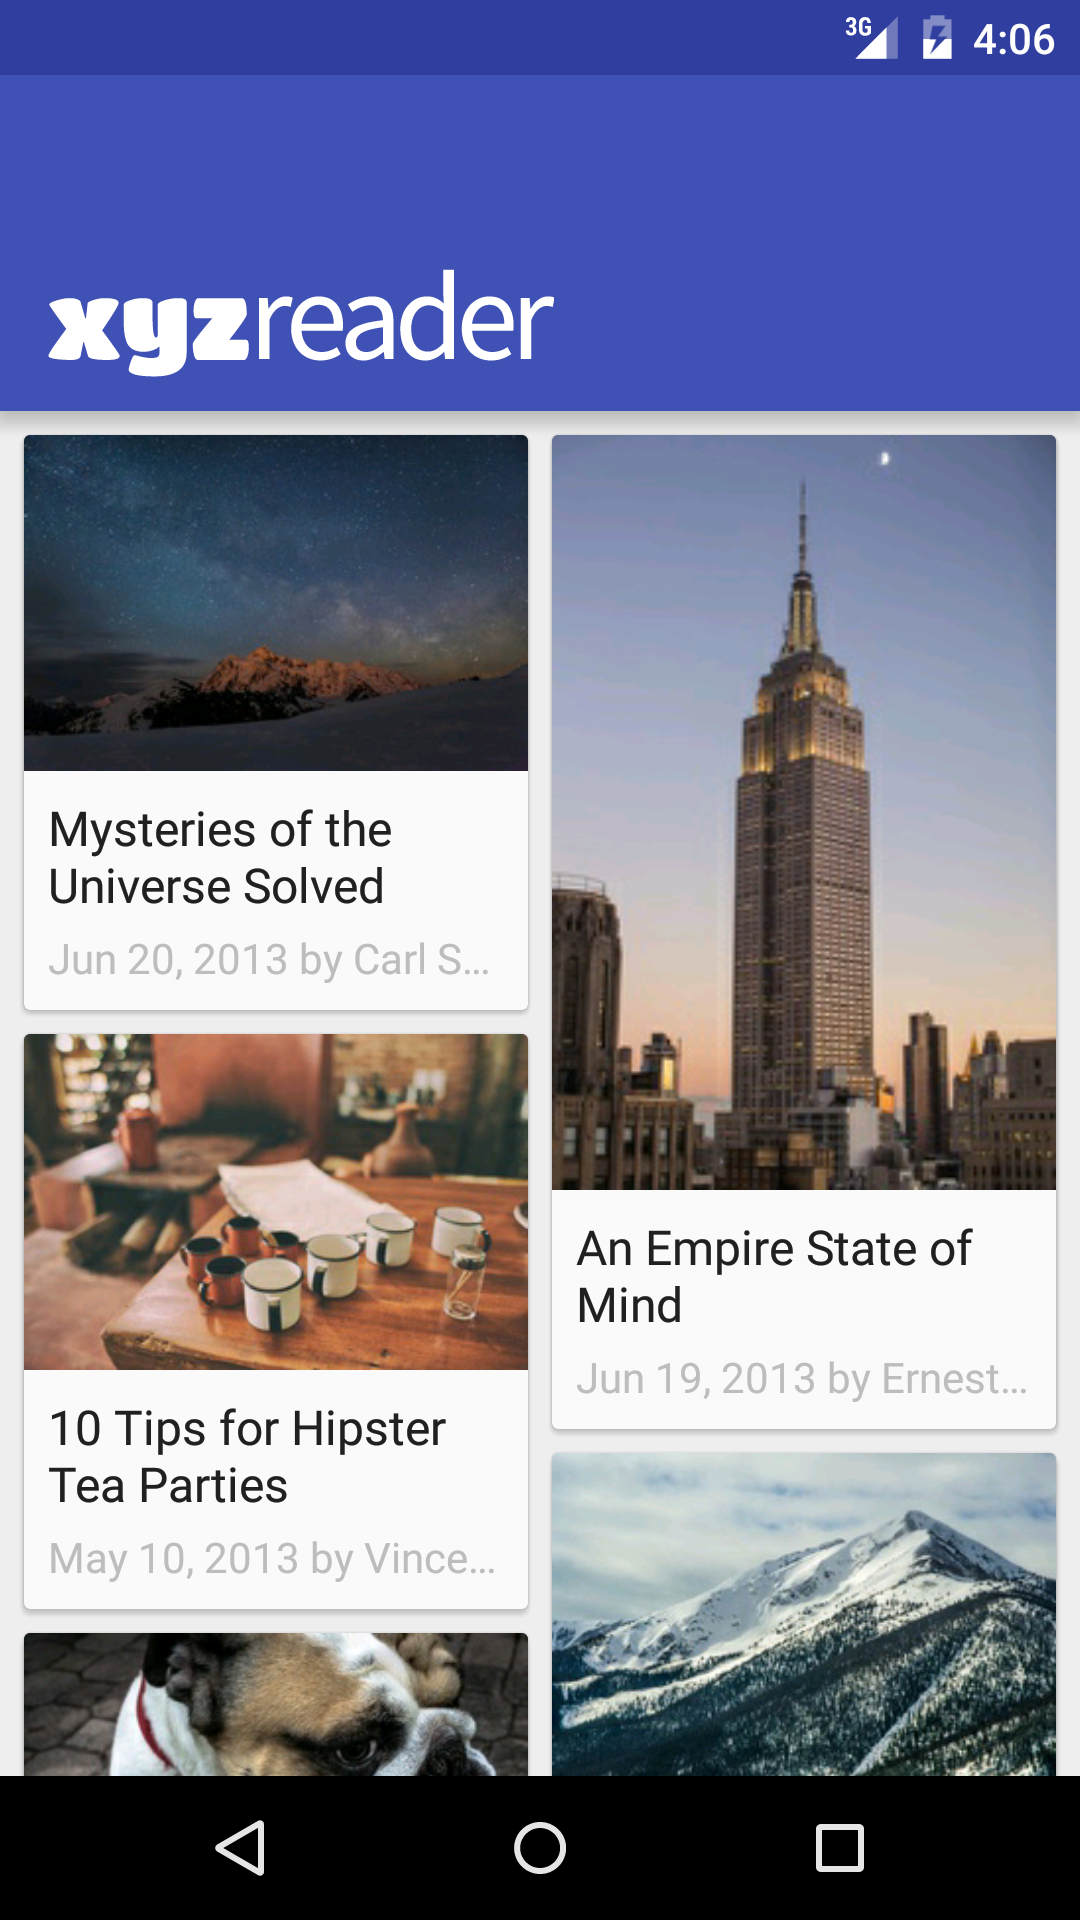 3G 4:06
xyzreader
Mysteries of the
Universe Solved
Jun 20, 2013 by Carl S...
An Empire State of
Mind
Jun 19, 2013 by Ernest...
10 Tips for Hipster
Tea Parties
May 10, 2013 by Vince...